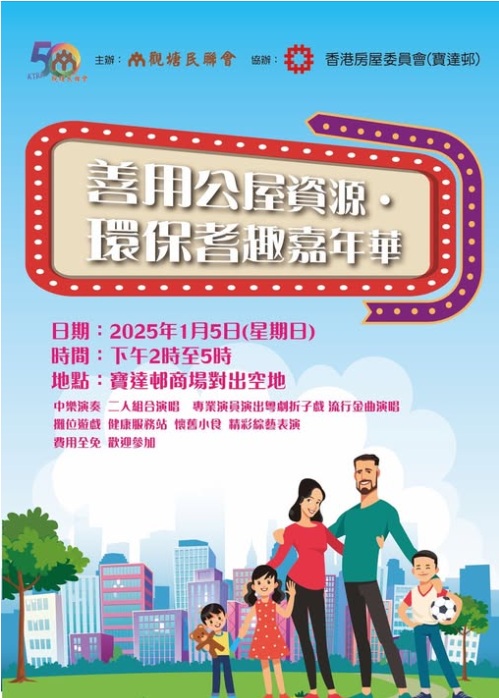 50 主辦：觀塘民聯會 協辦：香港房屋委員會(寶達邨)
善用公屋資源・
環保耆趣嘉年華
日期：2025年1月5日(星期日)
時間：下午2時至5時
地點：寶達邨商場對出空地
中樂演奏 二人組合演唱 專業演員演出粵劇折子戲 流行金曲演唱
攤位遊戲 健康服務站 懷舊小食 精彩綜藝表演
費用全免 歡迎參加